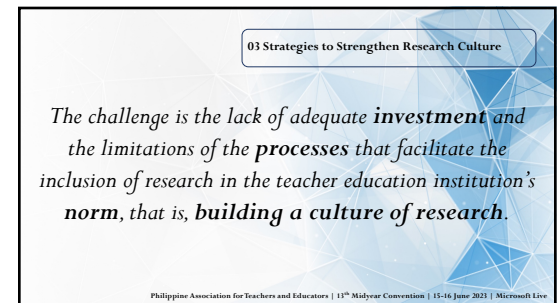 03 Strategies to Strengthen Research Culture
The challenge is the lack of adequate investment and
the limitations of the processes that facilitate the
inclusion of research in the teacher education institution's
norm, that is, building a culture of research.
Philippine Association for Teachers and Educators | 13th Midyear Convention | 15-16 June 2023 | Microsoft Live